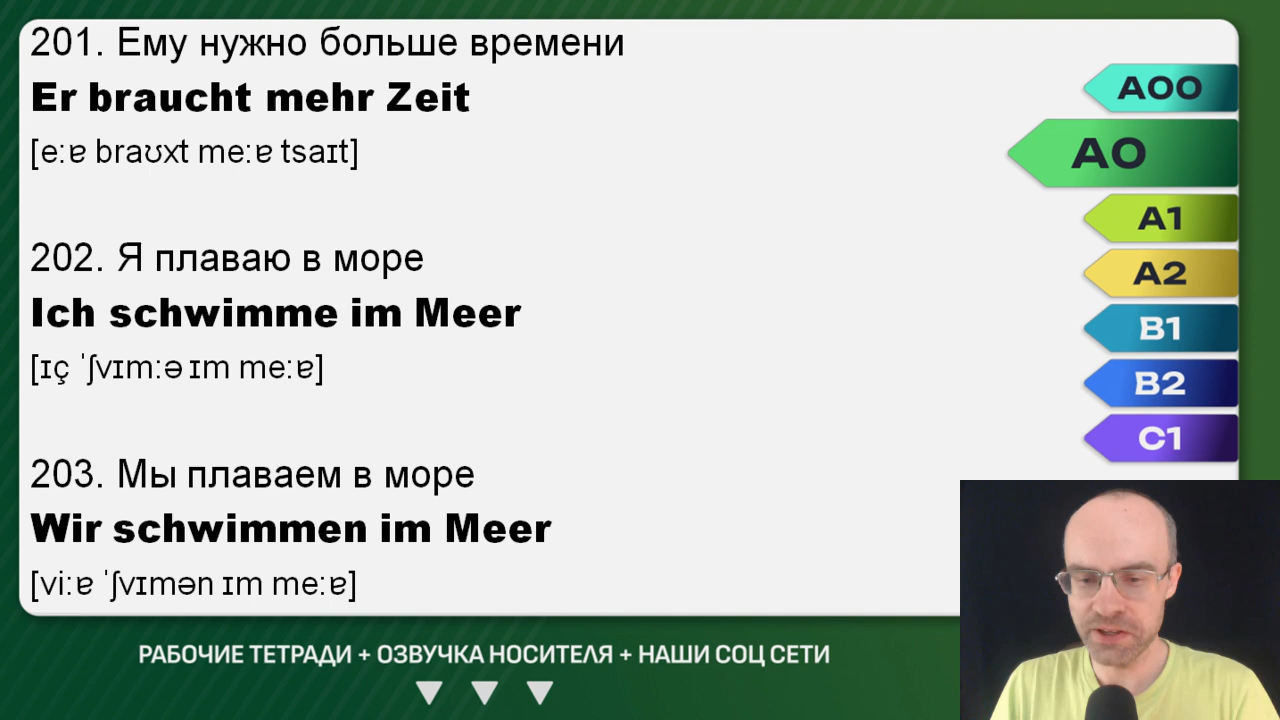 201. Ему нужно больше времени
Er braucht mehr Zeit
[eːɐ braʊxt meːɐ tsaɪt]
202. Я плаваю в море
Ich schwimme im Meer
[ɪç ˈʃvɪmːə ɪm meːɐ]
203. Мы плаваем в море
Wir schwimmen im Meer
[viːɐ ˈʃvɪmən ɪm meːɐ]
A00
A0
A1
A2
B1
B2
C1
РАБОЧИЕ ТЕТРАДИ + ОЗВУЧКА НОСИТЕЛЯ + НАШИ СОЦ СЕТИ